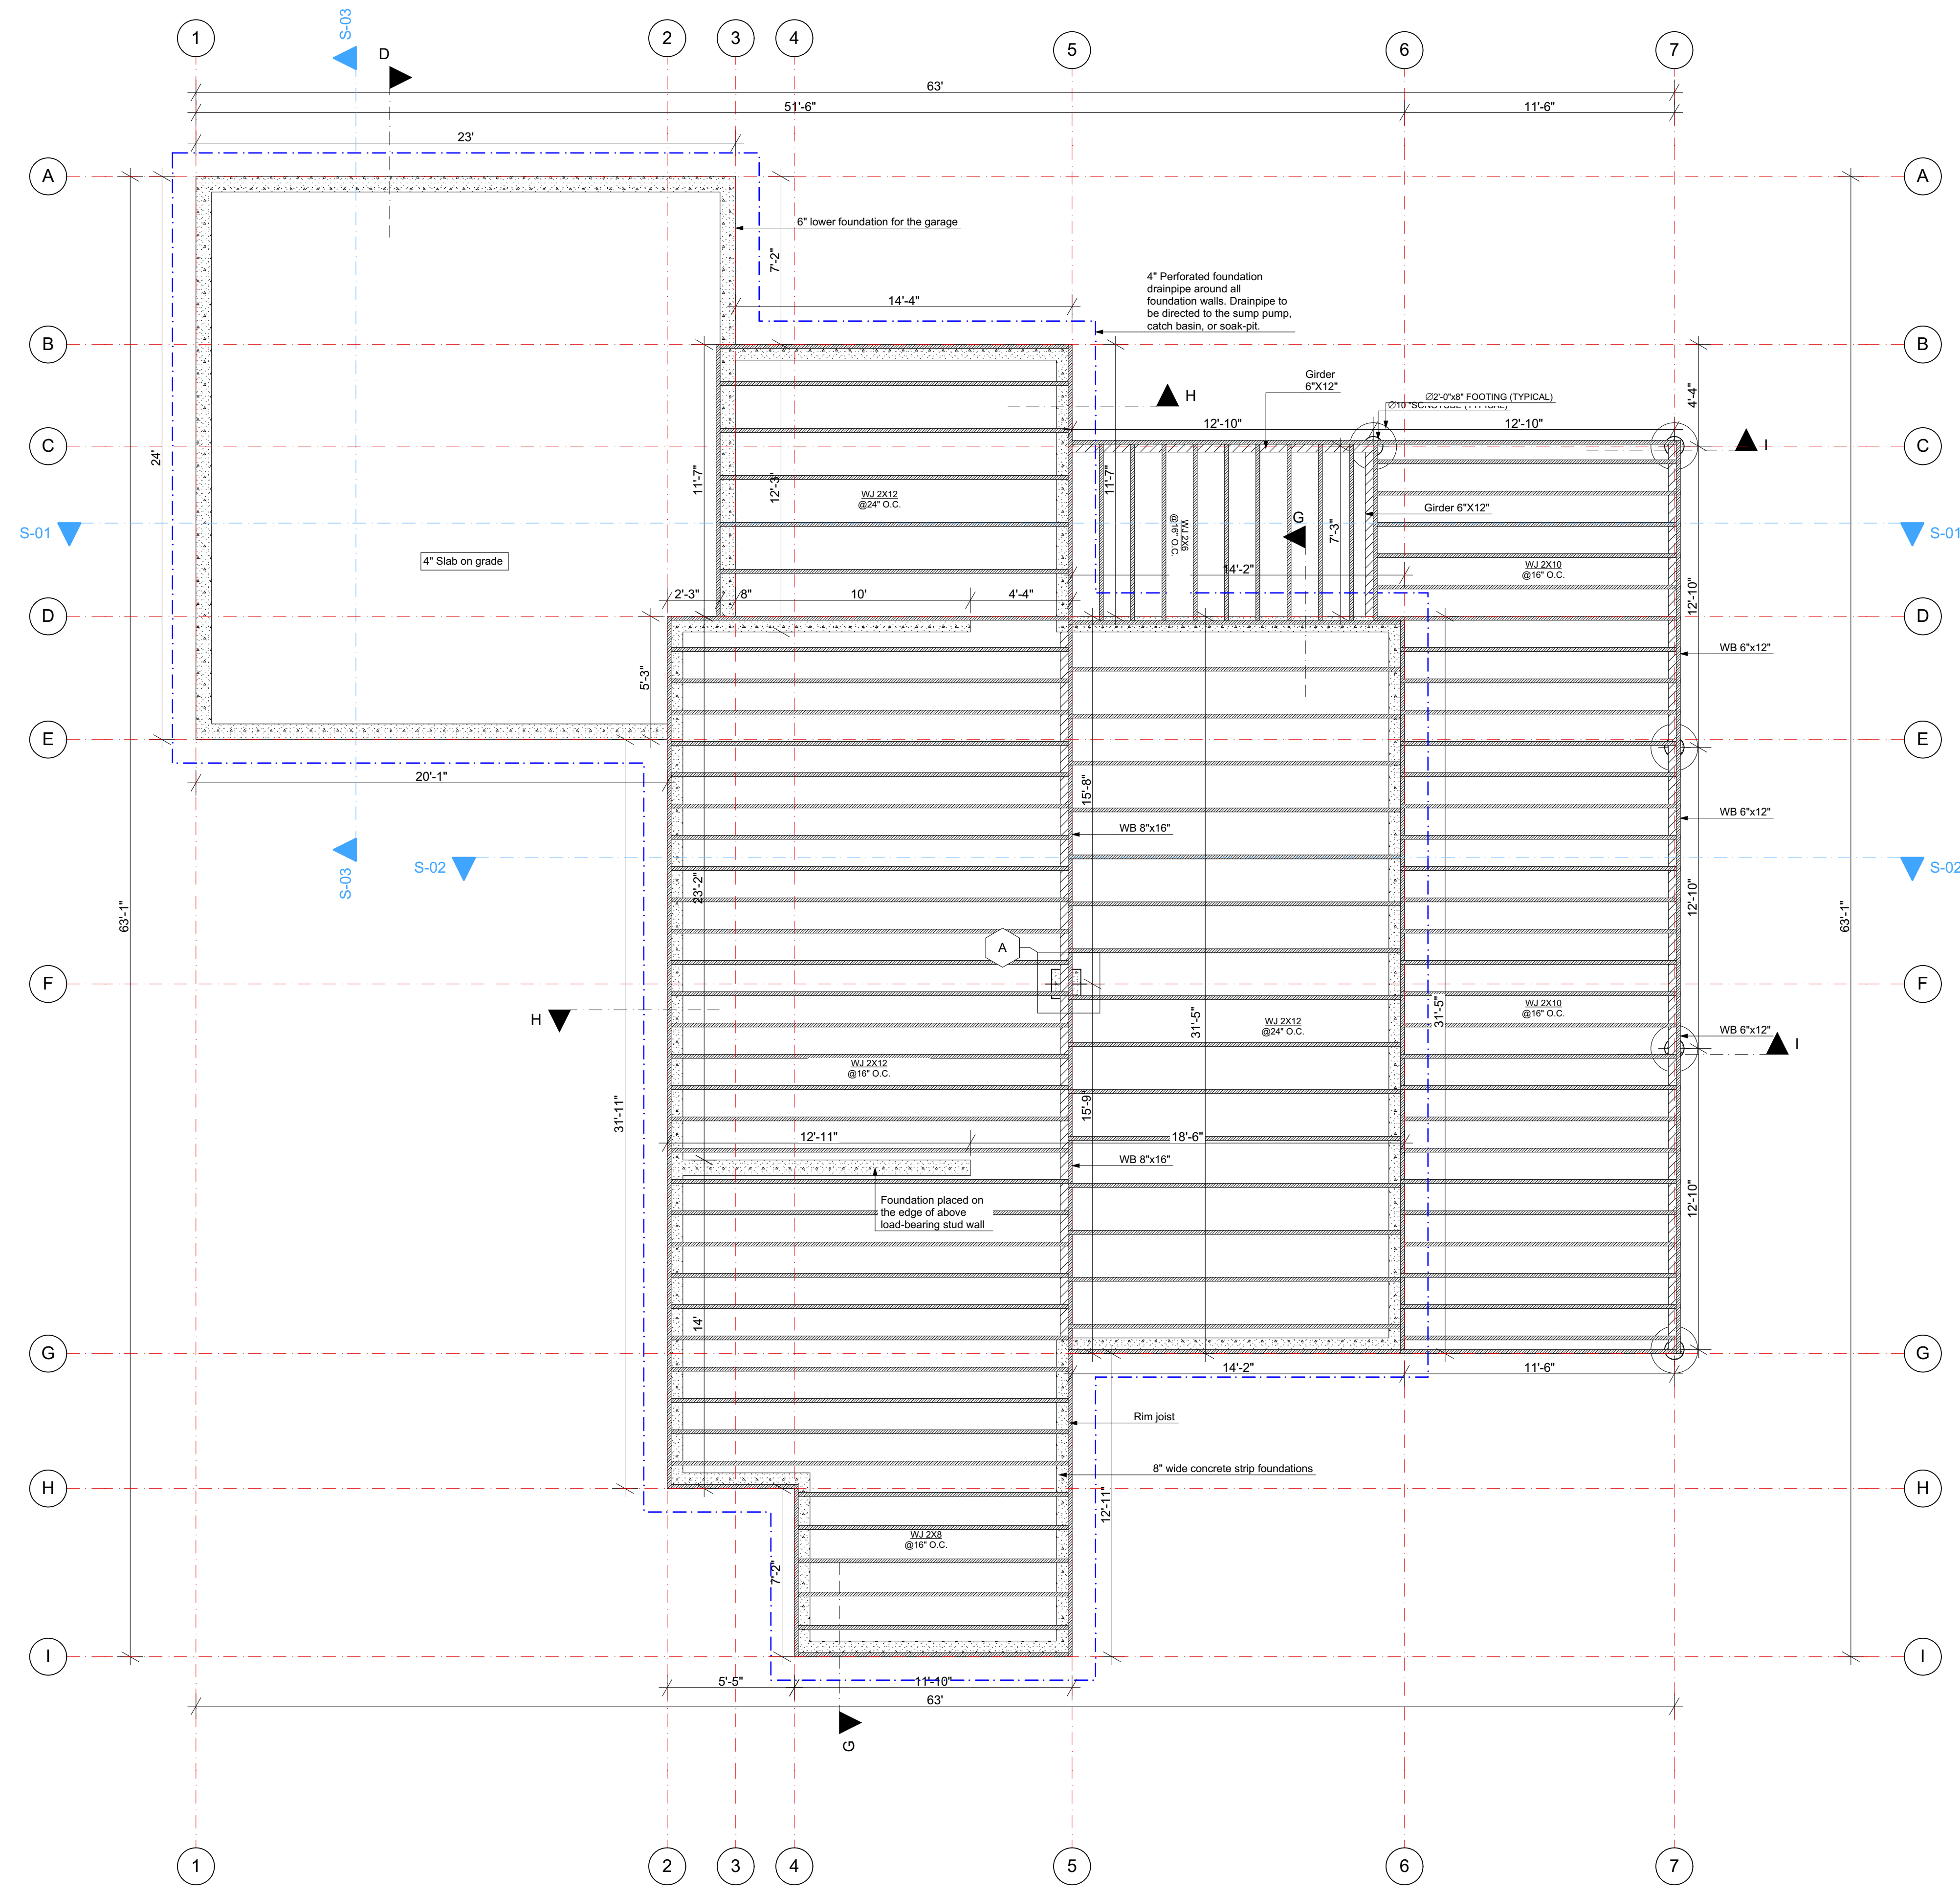 S-03
1
2
3
4
5
6
7
D
63'
51'-6"
11'-6"
23'
A
A
6" lower foundation for the garage
7'-2"
4" Perforated foundation
drainpipe around all
foundation walls. Drainpipe to
be directed to the sump pump,
catch basin, or soak-pit.
14'-4"
B
B
Girder
6"X12"
4'-4"
H
∅2'-0"x8" FOOTING (TYPICAL)
∅10 "SONOTUBE (TYPICAL)
12'-10"
12'-10"
C
C
I
24'
11'-7"
12'-3"
11'-7"
WJ 2X12
@24" O.C.
Girder 6"X12"
G
S-01
S-01
WJ 2X6
@16" O.C.
7'-3"
4" Slab on grade
14'-2"
WJ 2X10
@16" O.C.
12'-10"
2'-3"
8"
10'
4'-4"
D
D
5'-3"
WB 6"x12"
E
E
20'-1"
15'-8"
WB 6"x12"
WB 8"x16"
S-03
S-02
S-02
23'-2"
12'-10"
63'-1"
63'-1"
A
F
F
H
31'-5"
31'-5"
WJ 2X10
@16" O.C.
WJ 2X12
@24" O.C.
WB 6"x12"
I
WJ 2X12
@16" O.C.
31'-11"
15'-9"
12'-11"
18'-6"
WB 8"x16"
Foundation placed on
the edge of above
load-bearing stud wall
12'-10"
14'
G
G
14'-2"
11'-6"
Rim joist
8" wide concrete strip foundations
H
H
12'-11"
WJ 2X8
@16" O.C.
7'-2"
I
I
5'-5"
11'-10"
63'
G
1
2
3
4
5
6
7